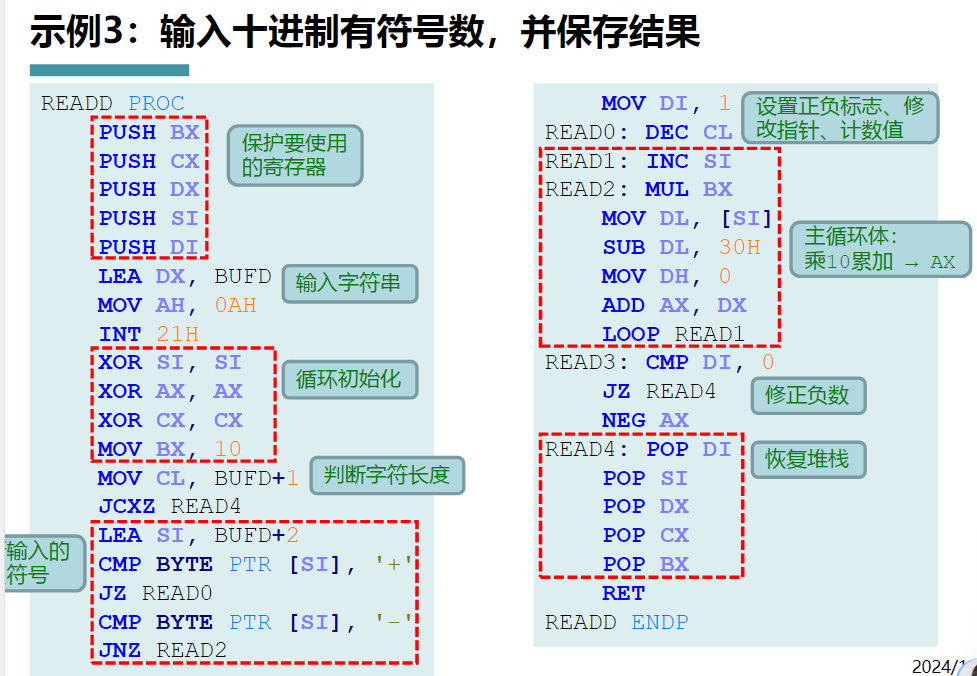 示例3：输入十进制有符号数，并保存结果
READD PROC
PUSH BX
PUSH CX
PUSH DX
PUSH SI
PUSH DI
保护要使用
的寄存器
LEA DX, BUFD
MOV AH, 0AH
INT 21H
输入字符串
XOR SI, SI
XOR AX, AX
XOR CX, CX
MOV BX, 10
循环初始化
MOV CL, BUFD+1
JCXZ READ4
判断字符长度
LEA SI, BUFD+2
CMP BYTE PTR [SI], '+'
JZ READ0
CMP BYTE PTR [SI], '-'
JNZ READ2
输入的
符号
MOV DI, 1
READ0: DEC CL
设置正负标志、修
改指针、计数值
READ1: INC SI
READ2: MUL BX
MOV DL, [SI]
SUB DL, 30H
MOV DH, 0
ADD AX, DX
LOOP READ1
主循环体：
乘10累加 → AX
READ3: CMP DI, 0
JZ READ4
NEG AX
修正负数
READ4: POP DI
POP SI
POP DX
POP CX
POP BX
恢复堆栈
RET
READD ENDP
2024/1